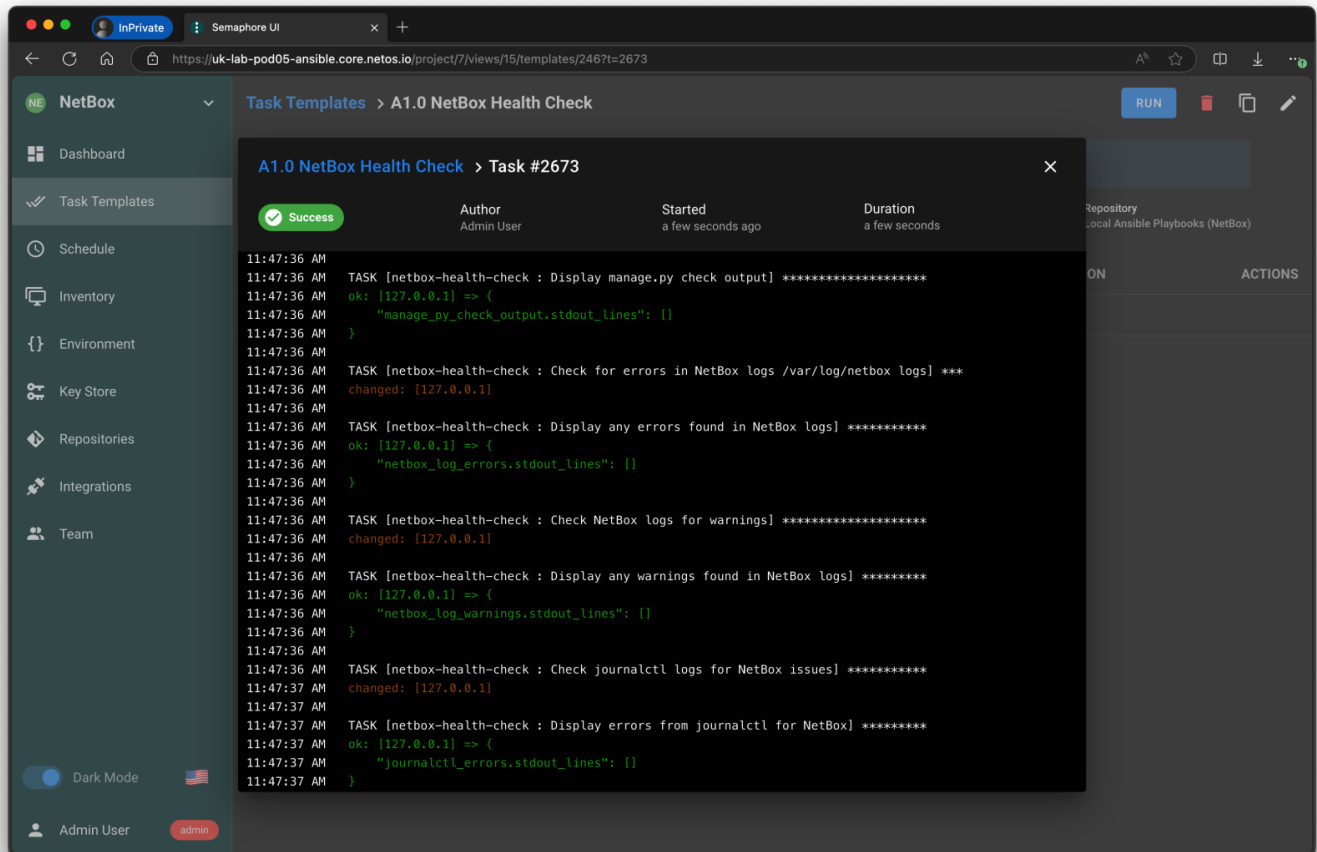 InPrivate
Semaphore UI
https://uk-lab-pod05-ansible.core.netos.io/project/7/views/15/templates/246?t=2673
NE NetBox
Task Templates > A1.0 NetBox Health Check
RUN
Dashboard
Task Templates
Schedule
Inventory
Environment
Key Store
Repositories
Integrations
Team
Dark Mode
Admin User admin
Repository
Local Ansible Playbooks (NetBox)
ON ACTIONS
A1.0 NetBox Health Check > Task #2673
Success
Author
Admin User
Started
a few seconds ago
Duration
a few seconds
11:47:36 AM
11:47:36 AM TASK [netbox-health-check : Display manage.py check output] ********************
11:47:36 AM ok: [127.0.0.1] => {
11:47:36 AM "manage_py_check_output.stdout_lines": []
11:47:36 AM }
11:47:36 AM
11:47:36 AM TASK [netbox-health-check : Check for errors in NetBox logs /var/log/netbox logs] ***
11:47:36 AM changed: [127.0.0.1]
11:47:36 AM
11:47:36 AM TASK [netbox-health-check : Display any errors found in NetBox logs] ***********
11:47:36 AM ok: [127.0.0.1] => {
11:47:36 AM "netbox_log_errors.stdout_lines": []
11:47:36 AM }
11:47:36 AM
11:47:36 AM TASK [netbox-health-check : Check NetBox logs for warnings] ********************
11:47:36 AM changed: [127.0.0.1]
11:47:36 AM
11:47:36 AM TASK [netbox-health-check : Display any warnings found in NetBox logs] *********
11:47:36 AM ok: [127.0.0.1] => {
11:47:36 AM "netbox_log_warnings.stdout_lines": []
11:47:36 AM }
11:47:36 AM
11:47:36 AM TASK [netbox-health-check : Check journalctl logs for NetBox issues] ***********
11:47:37 AM changed: [127.0.0.1]
11:47:37 AM
11:47:37 AM TASK [netbox-health-check : Display errors from journalctl for NetBox] *********
11:47:37 AM ok: [127.0.0.1] => {
11:47:37 AM "journalctl_errors.stdout_lines": []
11:47:37 AM }